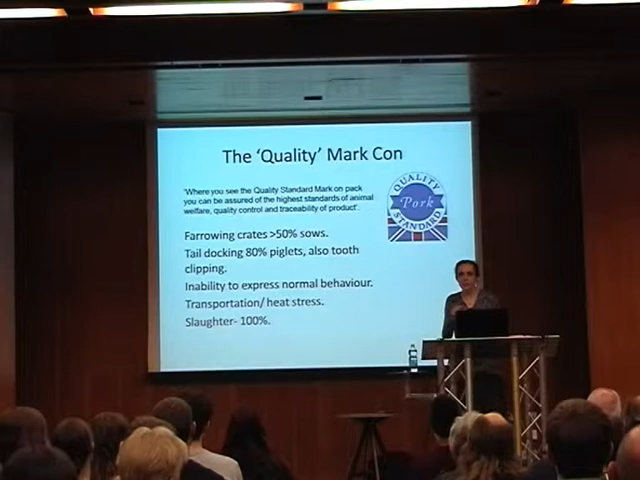 The 'Quality' Mark Con
'Where you see the Quality Standard Mark on pack
you can be assured of the highest standards of animal
welfare, quality control and traceability of product'.
QUALITY
Pork
STANDARD
Farrowing crates >50% sows.
Tail docking 80% piglets, also tooth
clipping.
Inability to express normal behaviour.
Transportation/ heat stress.
Slaughter- 100%.